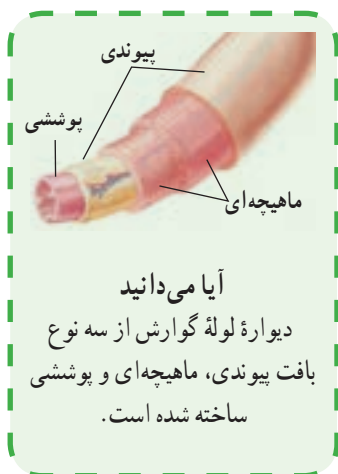 پیوندی
پوششی
ماهیچه‌ای
آیا می‌دانید
دیوارهٔ لولهٔ گوارش از سه نوع
بافت پیوندی، ماهیچه‌ای و پوششی
ساخته شده است.